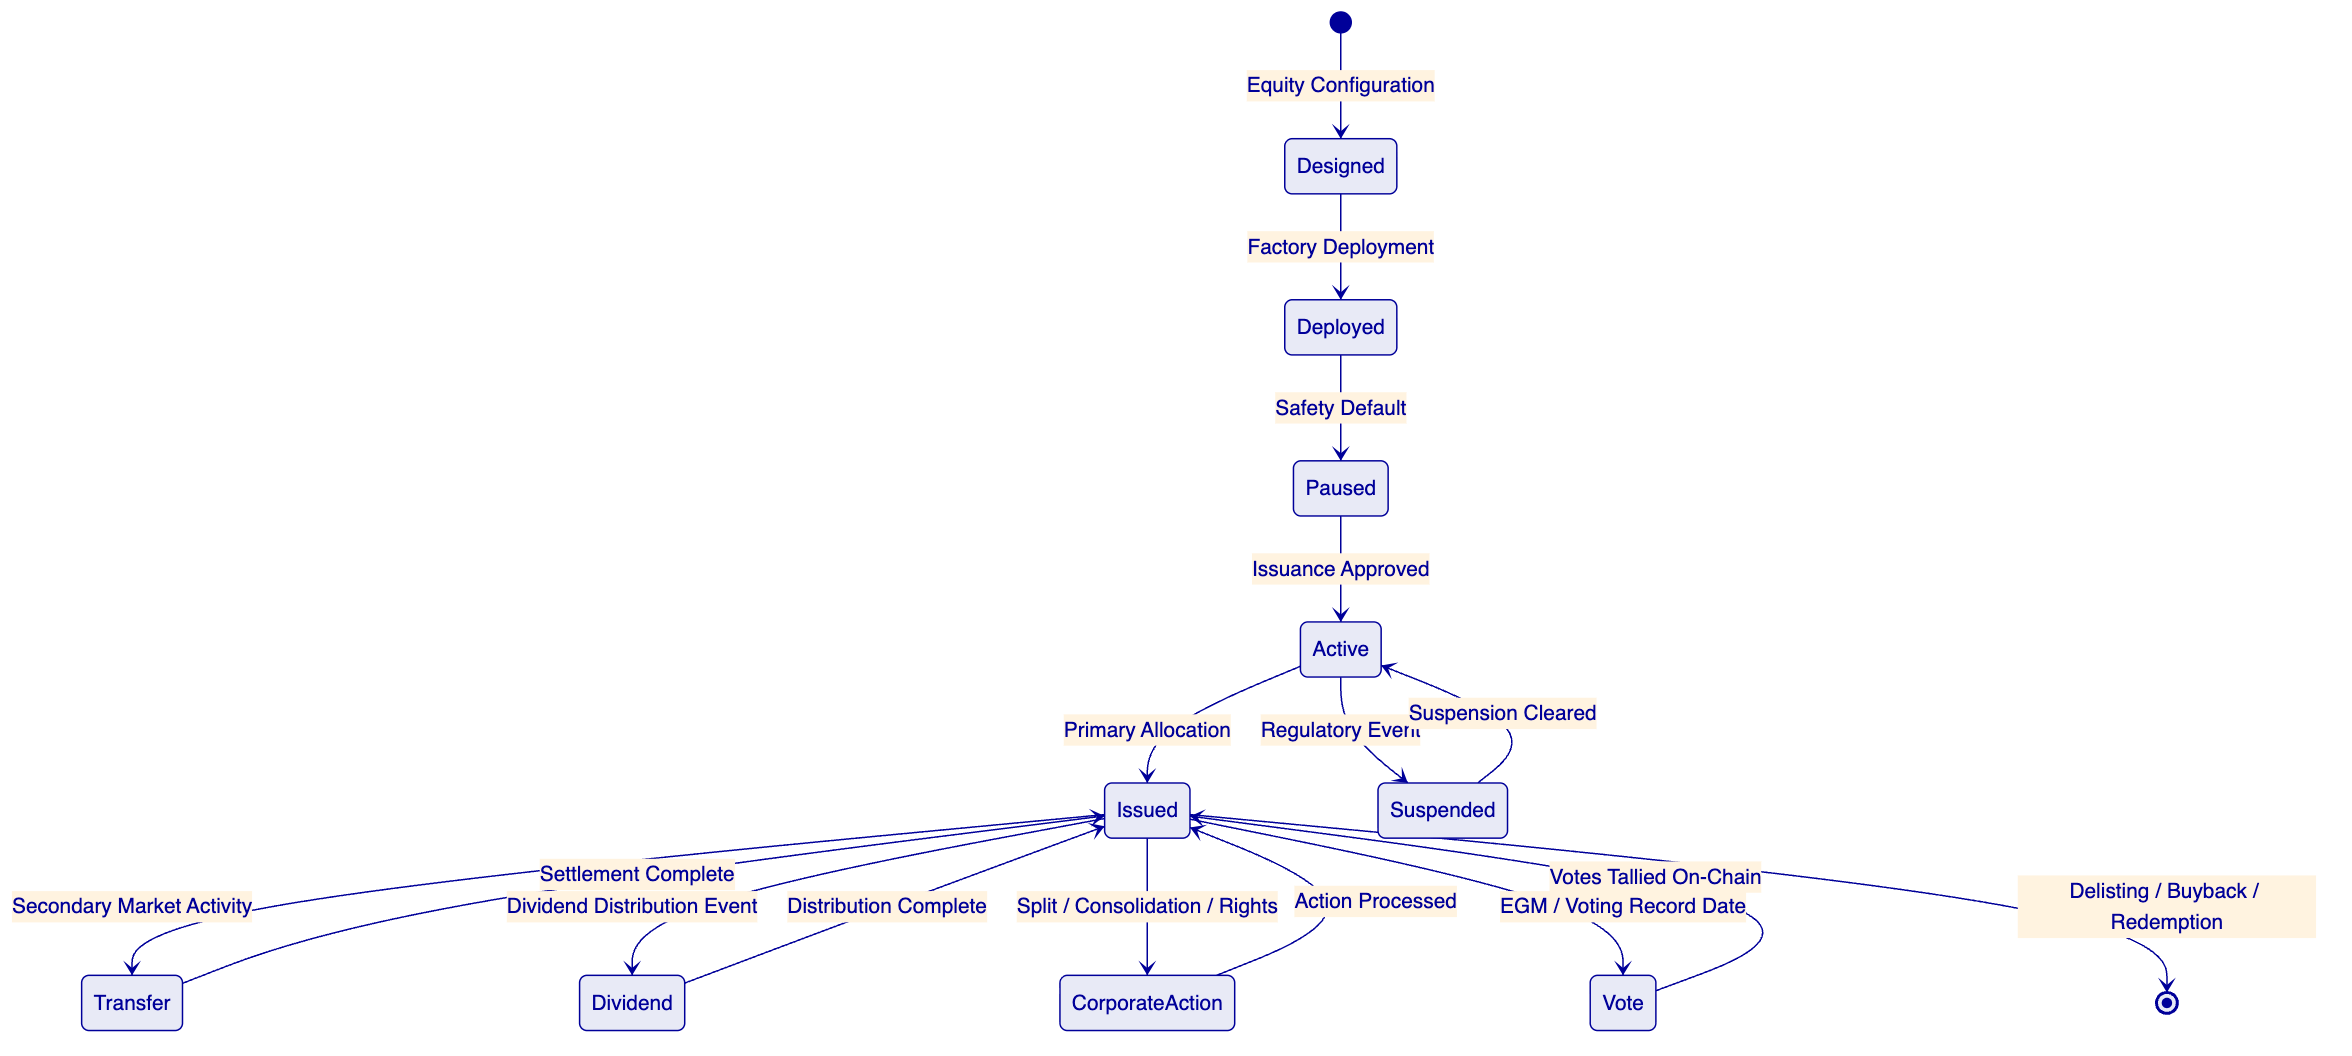 Equity Configuration
Designed
Factory Deployment
Deployed
Safety Default
Paused
Issuance Approved
Active
Primary Allocation
Regulatory Event
Suspension Cleared
Issued
Suspended
Settlement Complete
Votes Tallied On-Chain
Secondary Market Activity
Dividend Distribution Event
Distribution Complete
Split / Consolidation / Rights
Action Processed
EGM / Voting Record Date
Delisting / Buyback /
Redemption
Transfer
Dividend
CorporateAction
Vote